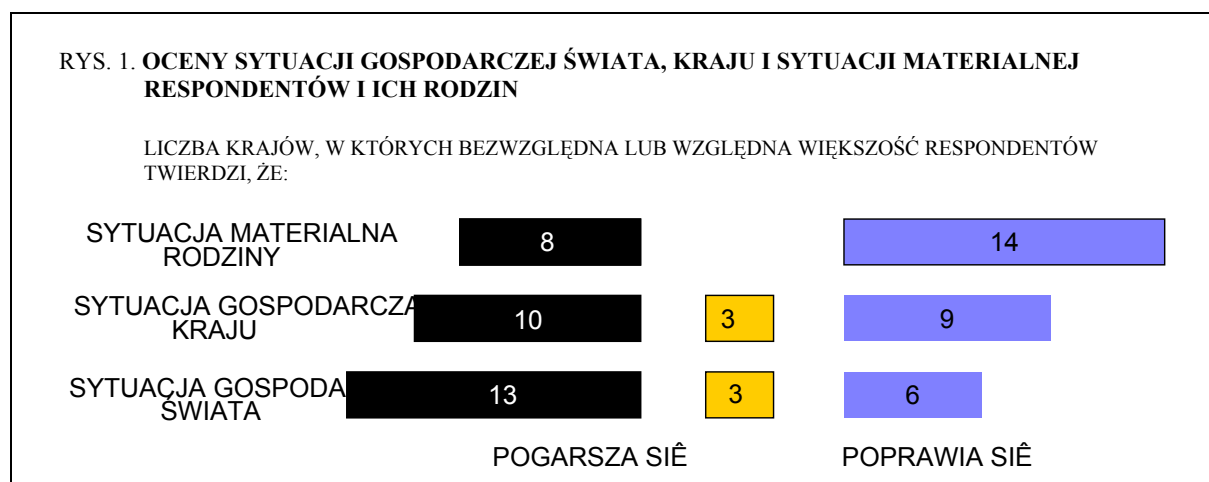 RYS. 1. OCENY SYTUACJI GOSPODARCZEJ ŚWIATA, KRAJU I SYTUACJI MATERIALNEJ
RESPONDENTÓW I ICH RODZIN
LICZBA KRAJÓW, W KTÓRYCH BEZWZGLĘDNA LUB WZGLĘDNA WIĘKSZOŚĆ RESPONDENTÓW
TWIERDZI, ŻE:
SYTUACJA MATERIALNA
RODZINY
8
14
SYTUACJA GOSPODARCZA
KRAJU
10
3
9
SYTUACJA GOSPODA
ŚWIATA
13
3
6
POGARSZA SIÊ
POPRAWIA SIÊ